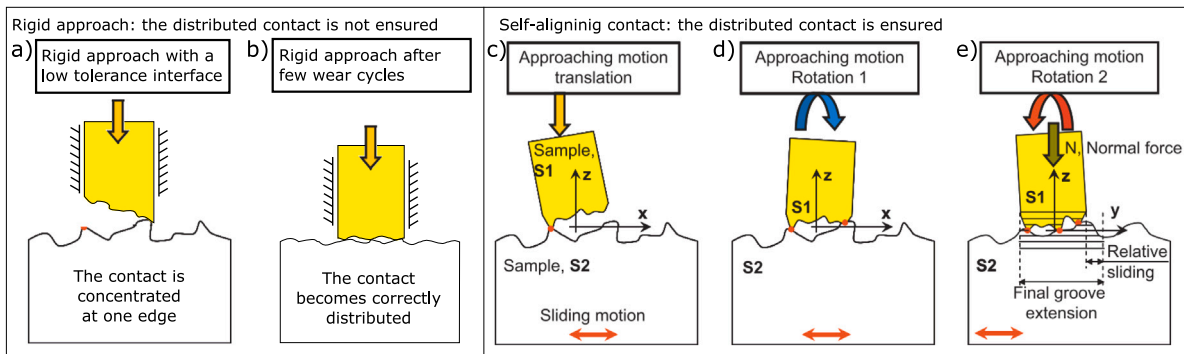 Rigid approach: the distributed contact is not ensured
a)
Rigid approach with a
low tolerance interface
The contact is
concentrated
at one edge
b)
Rigid approach after
few wear cycles
The contact
becomes correctly
distributed
Self-aligninig contact: the distributed contact is ensured
c)
Approaching motion
translation
Sample,
S1
z
x
Sample, S2
Sliding motion
d)
Approaching motion
Rotation 1
z
S1
x
S2
e)
Approaching motion
Rotation 2
N, Normal force
z
S1
y
S2
Relative
sliding
Final groove
extension